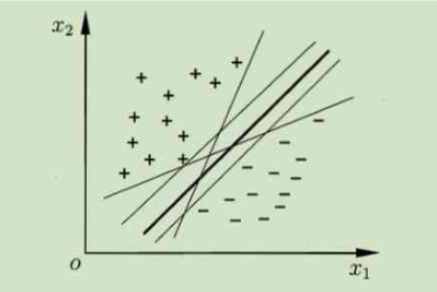 x₂
+ + + + + + + + + + + +
− − − − − − − − − − − − −
O
x₁